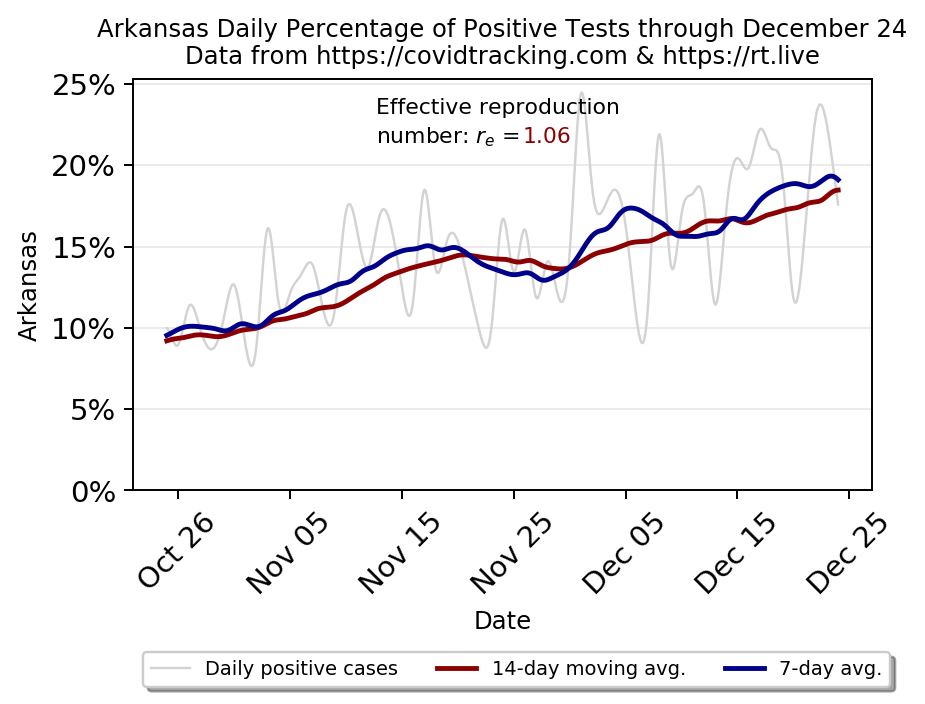 Arkansas Daily Percentage of Positive Tests through December 24
Data from https://covidtracking.com & https://rt.live
Effective reproduction
number: rₑ = 1.06
25%
20%
15%
10%
5%
0%
Arkansas
Oct 26
Nov 05
Nov 15
Nov 25
Dec 05
Dec 15
Dec 25
Date
Daily positive cases
14-day moving avg.
7-day avg.